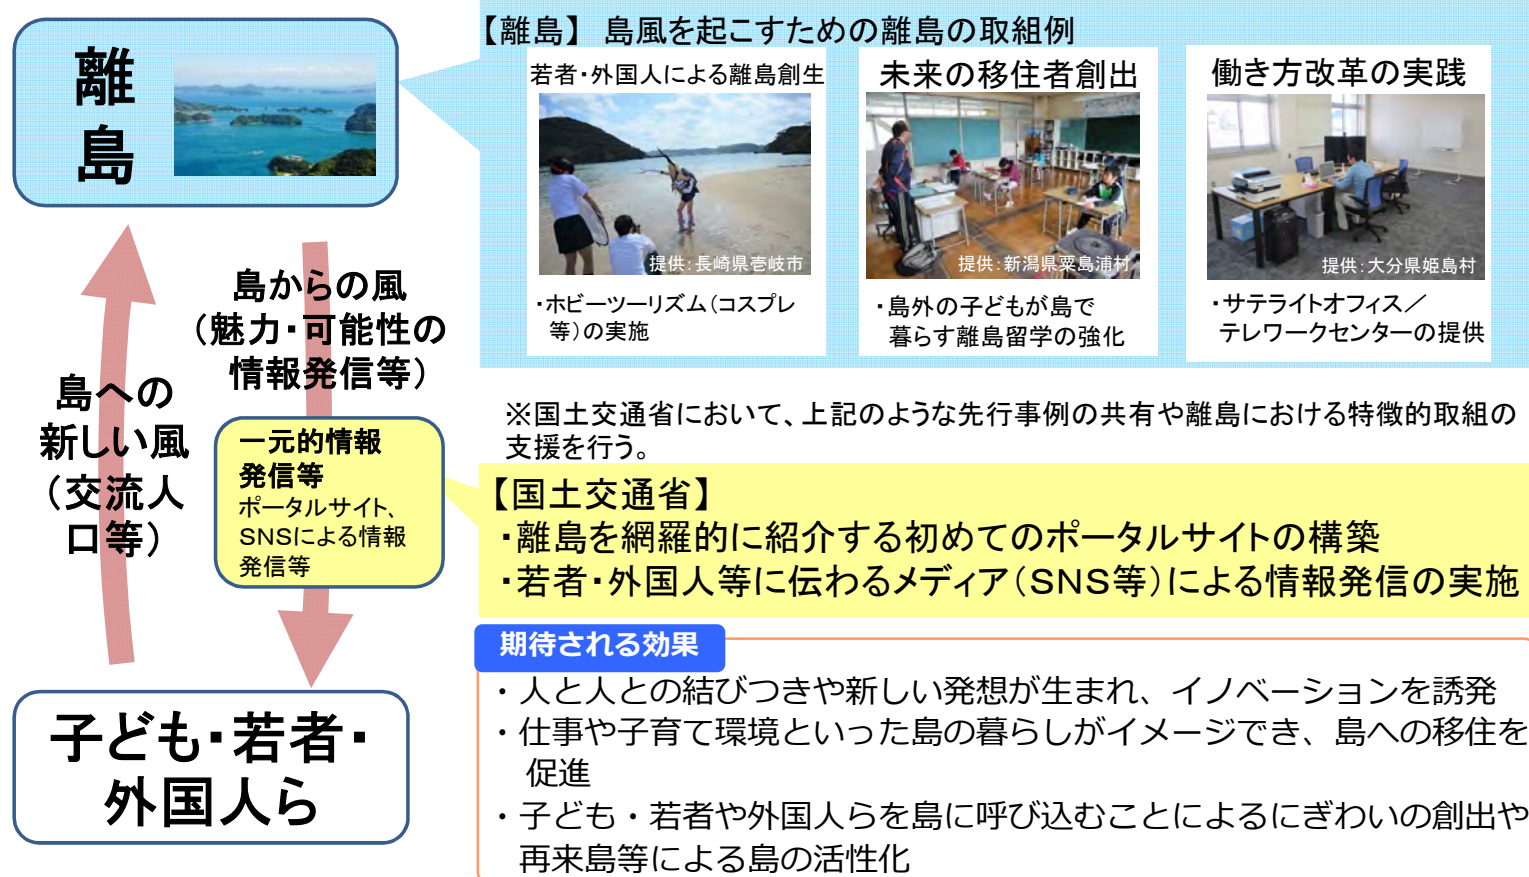 離
島
島からの風
（魅力・可能性の
情報発信等）
島への
新しい風
（交流人
口等）
一元的情報
発信等
ポータルサイト、
SNSによる情報
発信等
子ども・若者・
外国人ら
【離島】 島風を起こすための離島の取組例
若者・外国人による離島創生
提供：長崎県壱岐市
・ホビーツーリズム（コスプレ
等）の実施
未来の移住者創出
提供：新潟県粟島浦村
・島外の子どもが島で
暮らす離島留学の強化
働き方改革の実践
提供：大分県姫島村
・サテライトオフィス／
テレワークセンターの提供
※国土交通省において、上記のような先行事例の共有や離島における特徴的取組の
支援を行う。
【国土交通省】
・離島を網羅的に紹介する初めてのポータルサイトの構築
・若者・外国人等に伝わるメディア（SNS等）による情報発信の実施
期待される効果
・人と人との結びつきや新しい発想が生まれ、イノベーションを誘発
・仕事や子育て環境といった島の暮らしがイメージでき、島への移住を
促進
・子ども・若者や外国人らを島に呼び込むことによるにぎわいの創出や
再来島等による島の活性化